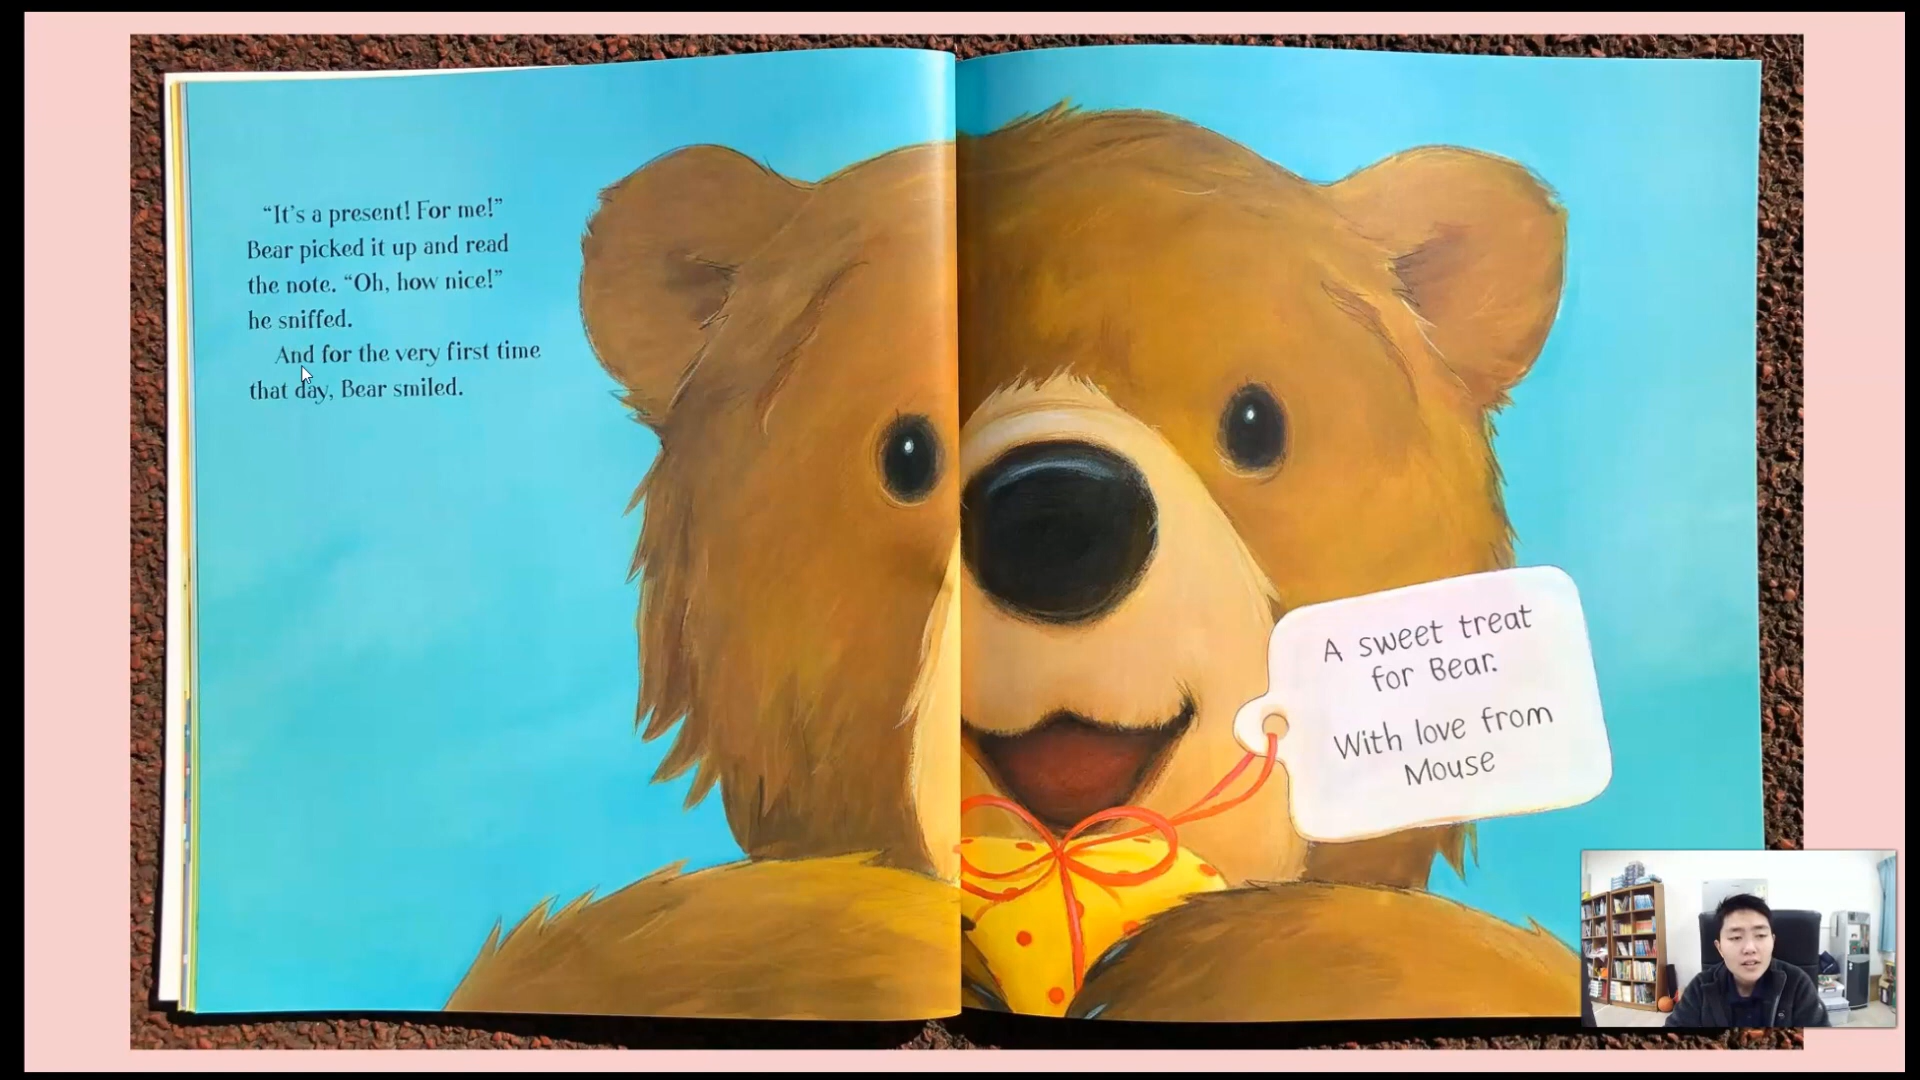 “It’s a present! For me!”
Bear picked it up and read
the note. “Oh, how nice!”
he sniffed.
And for the very first time
that day, Bear smiled.
A sweet treat
for Bear.
With love from
Mouse